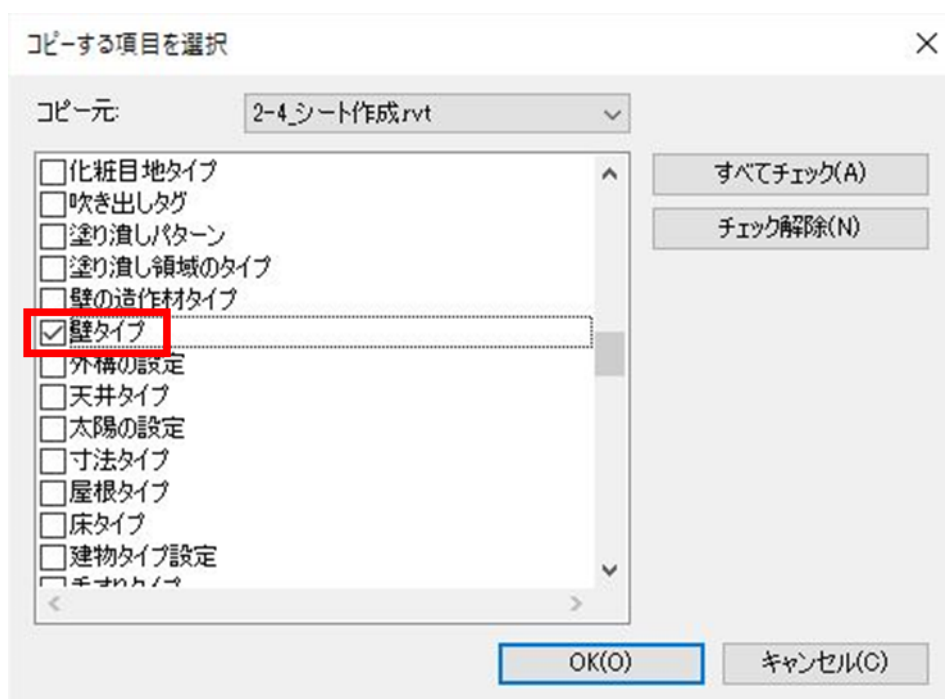 コピーする項目を選択
コピー元:
2-4_シート作成.rvt
化粧目地タイプ
吹き出しタグ
塗り潰しパターン
塗り潰し領域のタイプ
壁の造作材タイプ
壁タイプ
外構の設定
天井タイプ
太陽の設定
寸法タイプ
屋根タイプ
床タイプ
建物タイプ設定
手すりタイプ
すべてチェック(A)
チェック解除(N)
OK(O)
キャンセル(C)